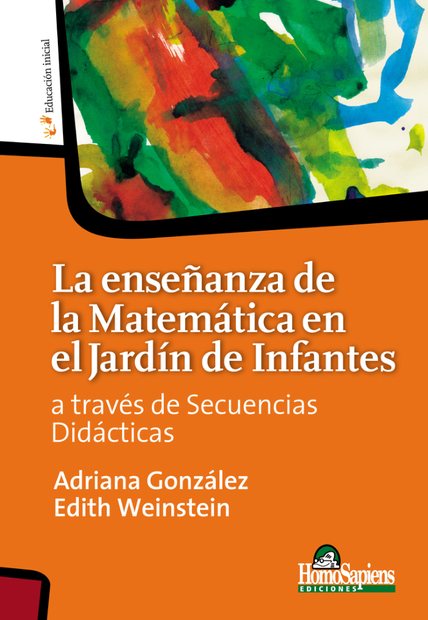 Educación inicial
La enseñanza de
la Matemática en
el Jardín de Infantes
a través de Secuencias
Didácticas
Adriana González
Edith Weinstein
HomoSapiens
EDICIONES